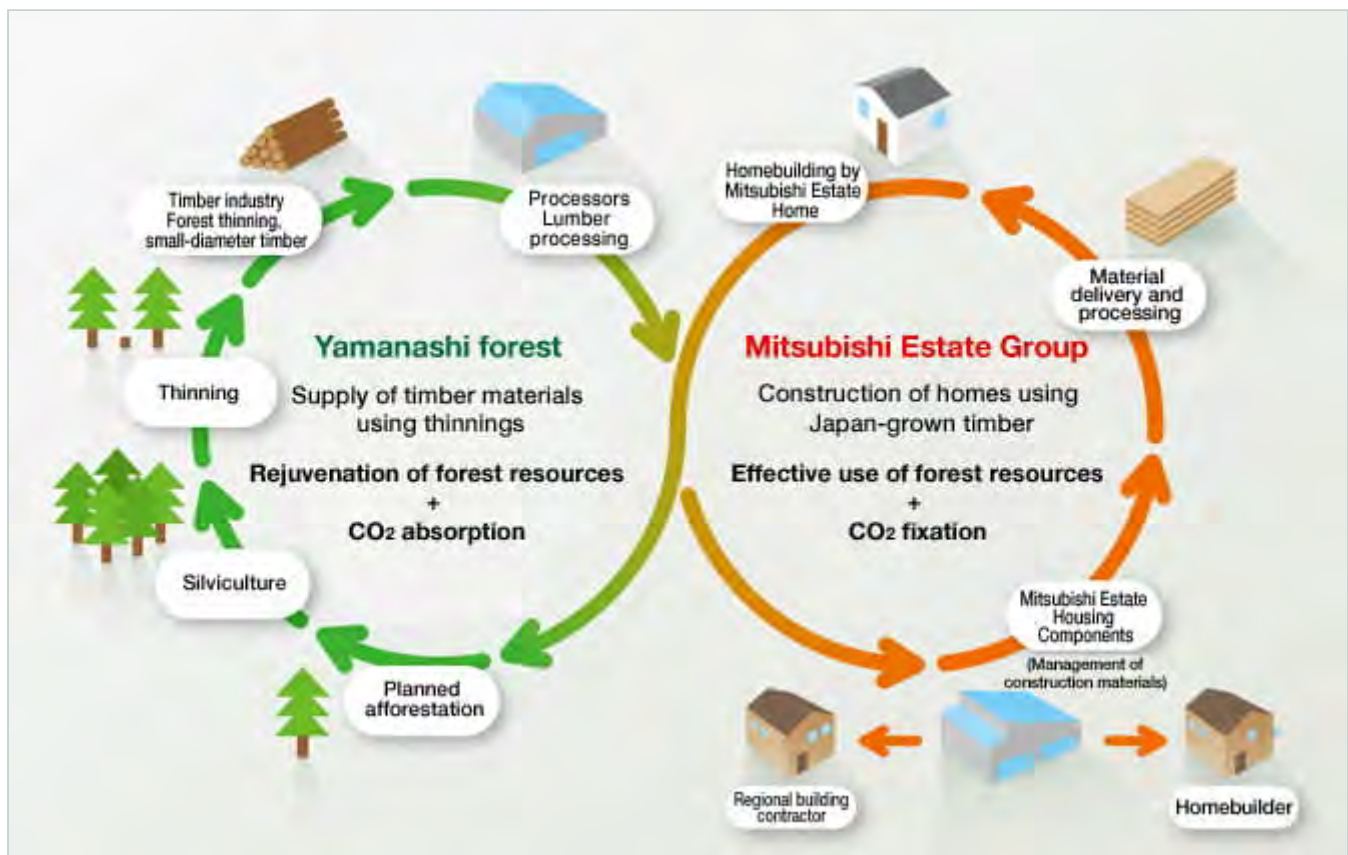 Timber industry
Forest thinning,
small-diameter timber
Processors
Lumber
processing
Thinning
Silviculture
Planned
afforestation
Yamanashi forest
Supply of timber materials
using thinnings
Rejuvenation of forest resources
+
CO2 absorption
Homebuilding by
Mitsubishi Estate
Home
Material
delivery and
processing
Mitsubishi Estate Group
Construction of homes using
Japan-grown timber
Effective use of forest resources
+
CO2 fixation
Mitsubishi Estate
Housing
Components
(Management of
construction materials)
Regional building
contractor
Homebuilder